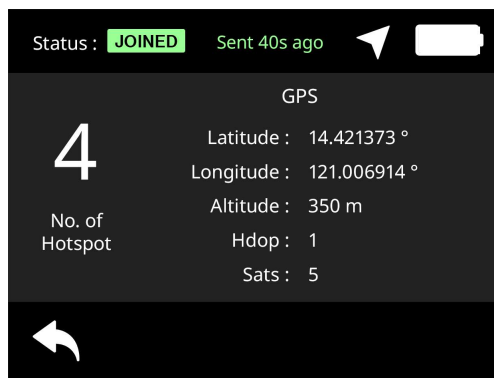 Status : JOINED Sent 40s ago
GPS
4
No. of
Hotspot
Latitude : 14.421373 °
Longitude : 121.006914 °
Altitude : 350 m
Hdop : 1
Sats : 5